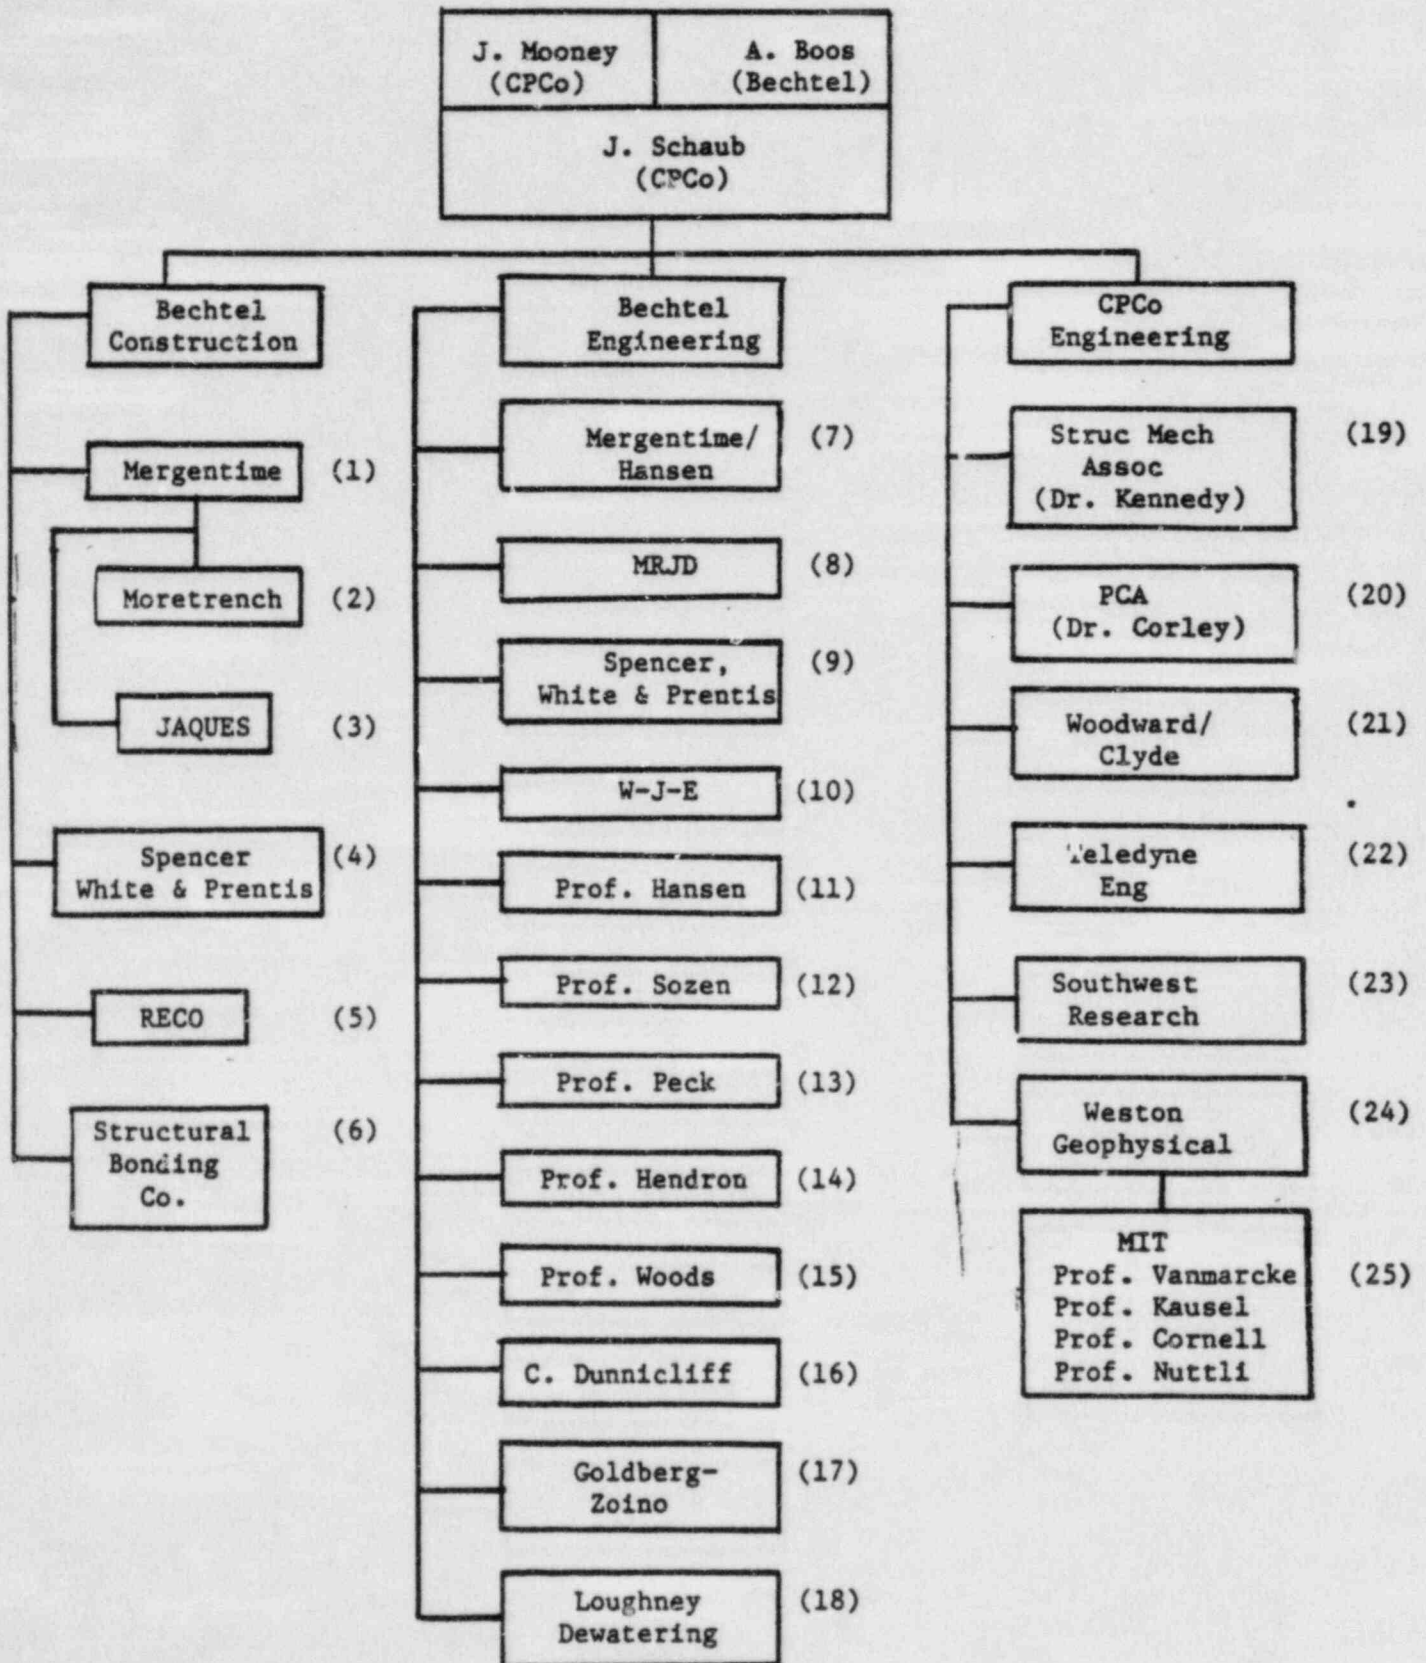 J. Mooney
(CPCo)
A. Boos
(Bechtel)
J. Schaub
(CPCo)
Bechtel
Construction
Mergentime (1)
Moretrench (2)
JAQUES (3)
Spencer (4)
White & Prentis
RECO (5)
Structural (6)
Bonding
Co.
Bechtel
Engineering
Mergentime/ (7)
Hansen
MRJD (8)
Spencer, (9)
White & Prentis
W-J-E (10)
Prof. Hansen (11)
Prof. Sozen (12)
Prof. Peck (13)
Prof. Hendron (14)
Prof. Woods (15)
C. Dunnicliff (16)
Goldberg- (17)
Zoino
Loughney (18)
Dewatering
CPCo
Engineering
Struc Mech (19)
Assoc
(Dr. Kennedy)
PCA (20)
(Dr. Corley)
Woodward/ (21)
Clyde
Teledyne (22)
Eng
Southwest (23)
Research
Weston (24)
Geophysical
MIT
Prof. Vanmarcke (25)
Prof. Kausel
Prof. Cornell
Prof. Nuttli